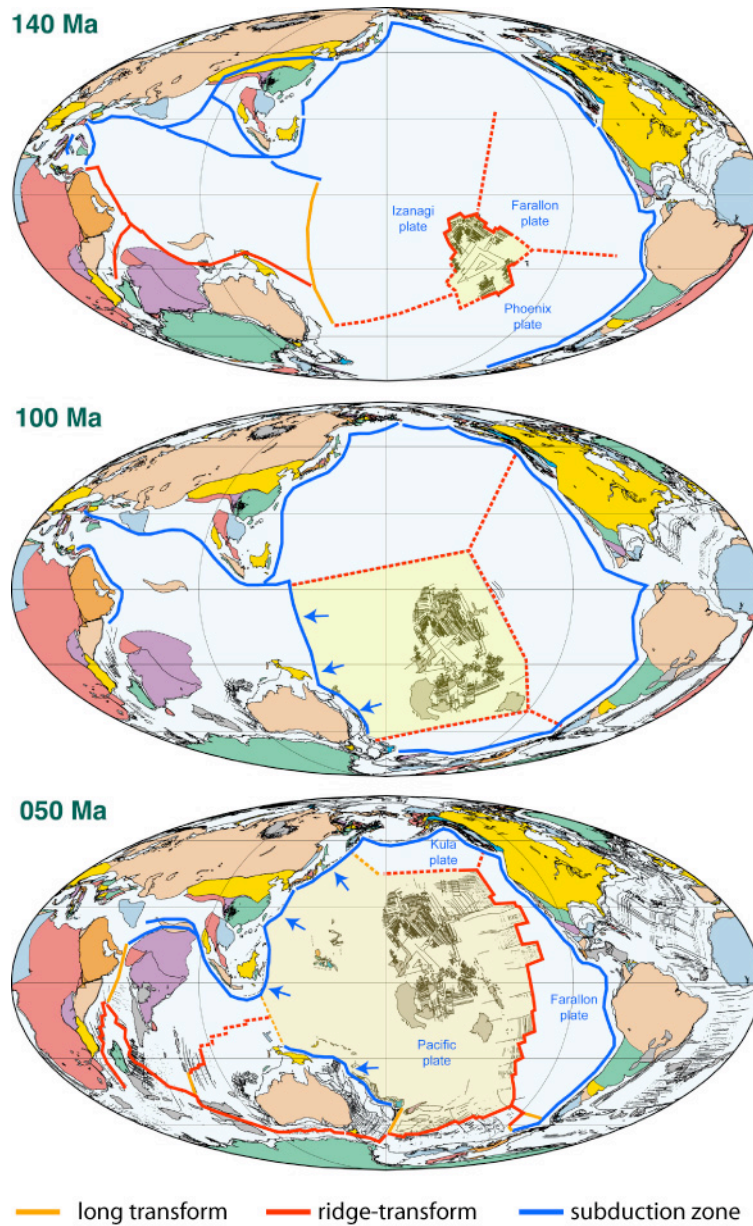 140 Ma
Izanagi
plate
Farallon
plate
Phoenix
plate
100 Ma
050 Ma
Kula
plate
Farallon
plate
Pacific
plate
long transform
ridge-transform
subduction zone